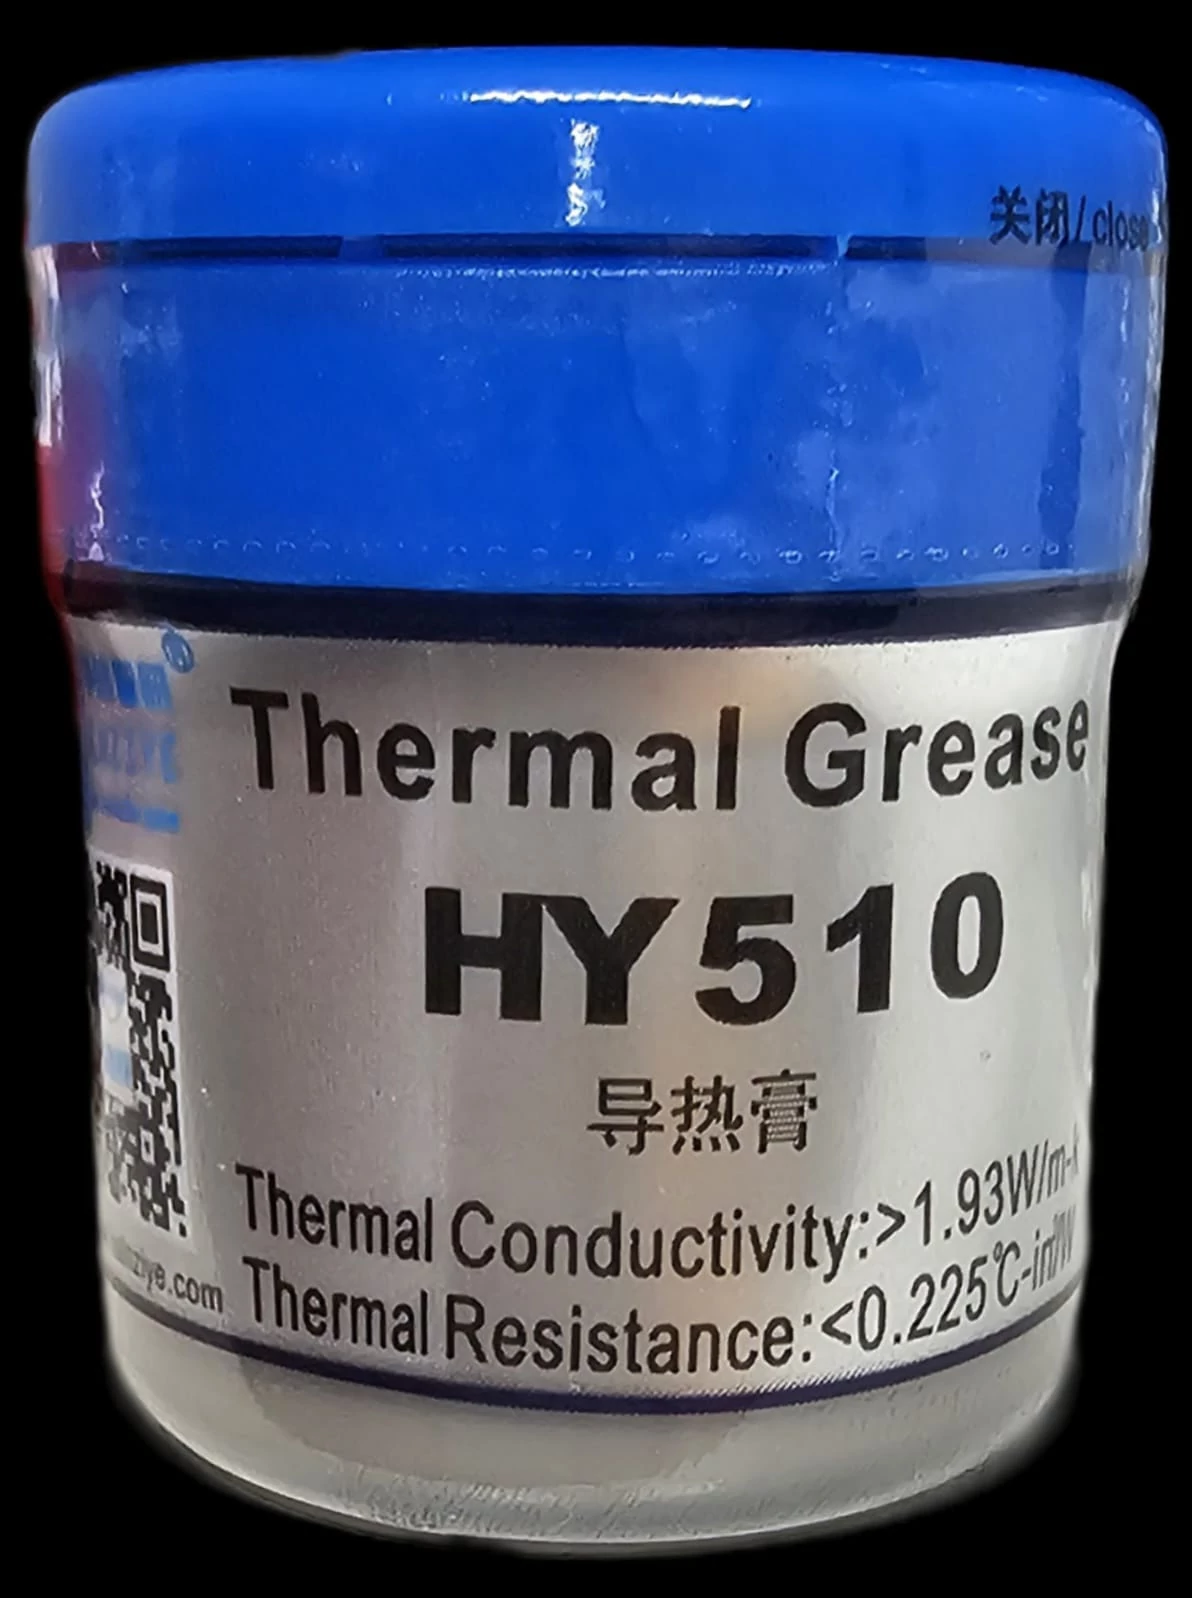 关闭/close
Thermal Grease
HY510
导热膏
Thermal Conductivity:>1.93W/m-k
Thermal Resistance:<0.225℃-in/W